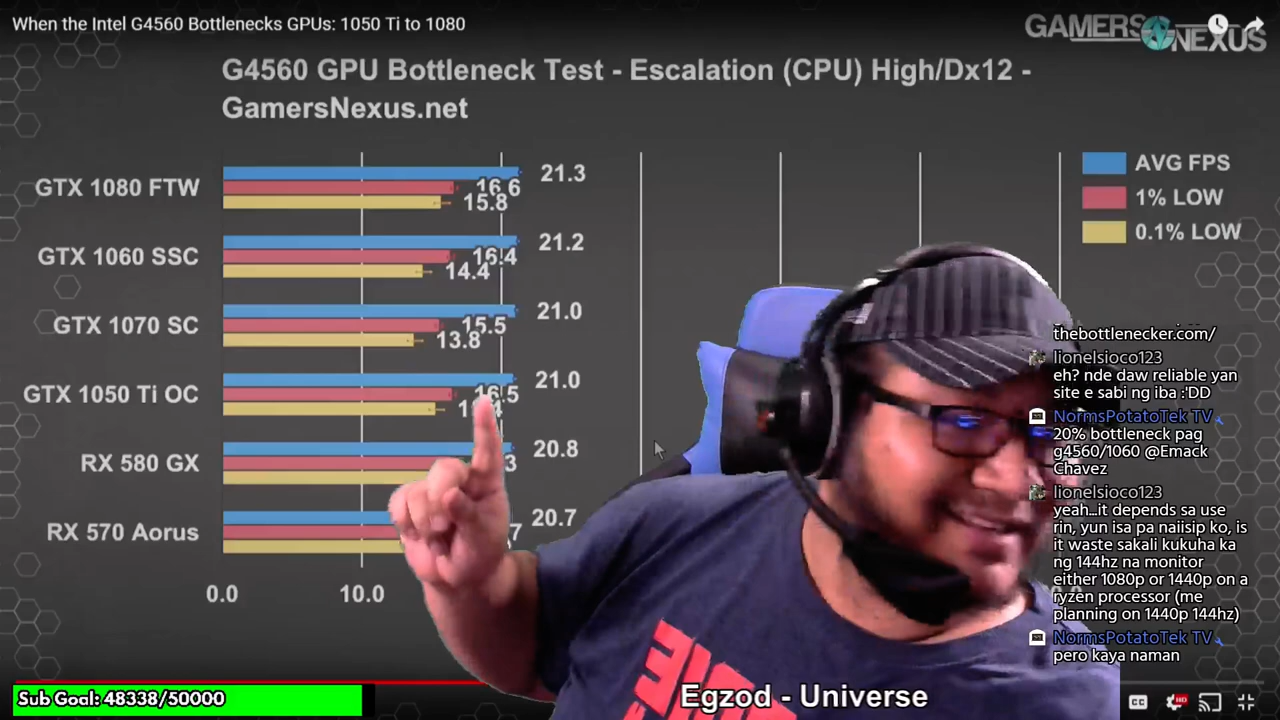 When the Intel G4560 Bottlenecks GPUs: 1050 Ti to 1080
GAMERS
NEXUS
G4560 GPU Bottleneck Test - Escalation (CPU) High/Dx12 -
GamersNexus.net
AVG FPS
1% LOW
0.1% LOW
GTX 1080 FTW
21.3
16.6
15.8
GTX 1060 SSC
21.2
16.4
14.4
GTX 1070 SC
21.0
15.5
13.8
GTX 1050 Ti OC
21.0
16.5
RX 580 GX
20.8
RX 570 Aorus
20.7
0.0 10.0
thebottlenecker.com/
lionelsioco123
eh? nde daw reliable yan
site e sabi ng iba :DD
NormsPotatoTek TV
20% bottleneck pag
g4560/1060 @Emack
Chavez
lionelsioco123
yeah...it depends sa use
rin, yun isa pa naiisip ko, is
it waste sakali kukuha ka
ng 144hz na monitor
either 1080p or 1440p on a
ryzen processor (me
planning on 1440p 144hz)
NormsPotatoTek TV
pero kaya naman
Sub Goal: 48338/50000
Egzod - Universe
CC
HD